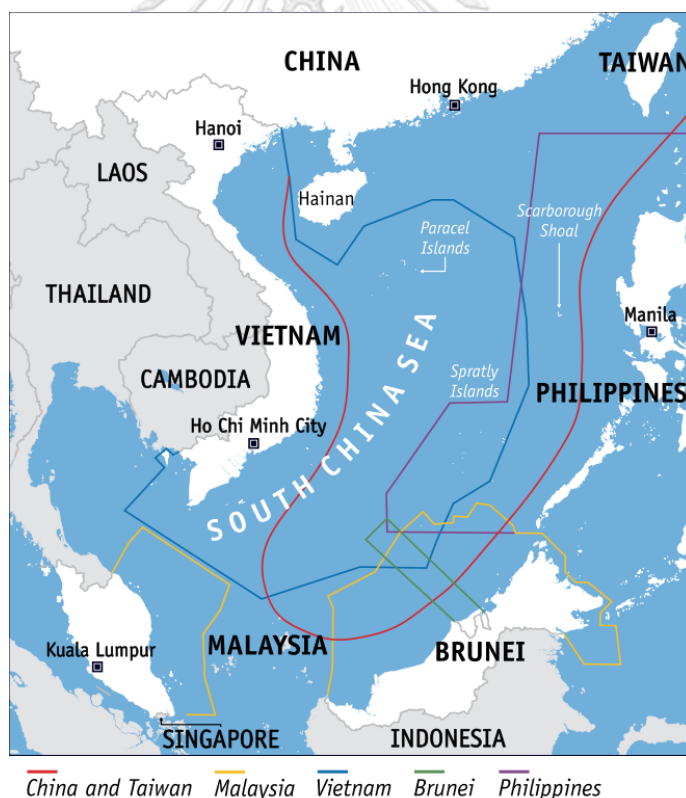 CHINA
TAIWAN
Hong Kong
Hanoi
LAOS
Hainan
Paracel
Islands
Scarborough
Shoal
THAILAND
VIETNAM
Manila
CAMBODIA
Spratly
Islands
PHILIPPINES
Ho Chi Minh City
SOUTH CHINA SEA
Kuala Lumpur
MALAYSIA
BRUNEI
SINGAPORE
INDONESIA
China and Taiwan
Malaysia
Vietnam
Brunei
Philippines